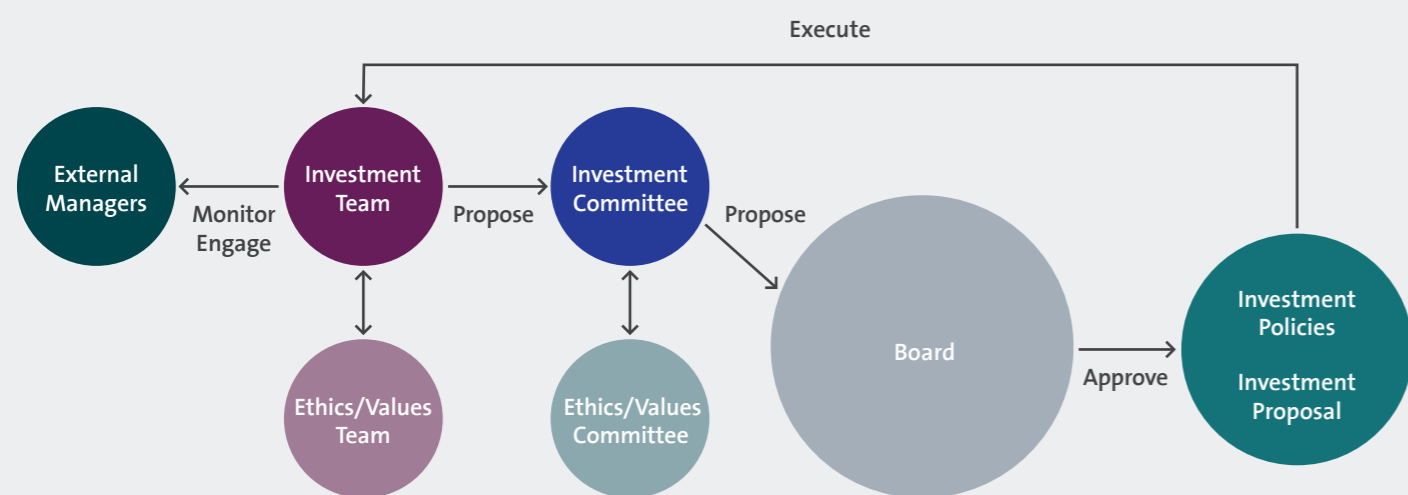 Execute
External
Managers
Monitor
Engage
Investment
Team
Propose
Investment
Committee
Propose
Board
Approve
Investment
Policies
Investment
Proposal
Ethics/Values
Team
Ethics/Values
Committee